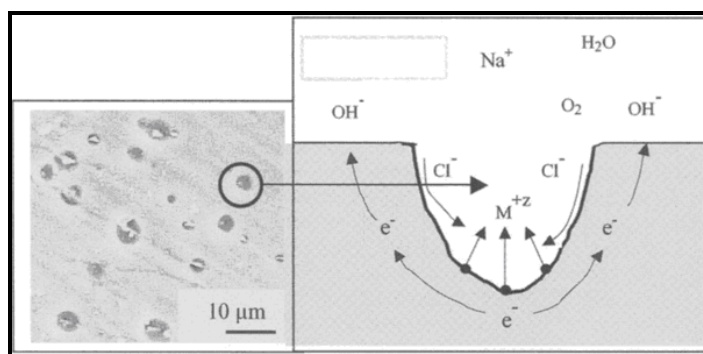 H₂O
Na⁺
O₂
OH⁻
OH⁻
Cl⁻
Cl⁻
M⁺ᶻ
e⁻
e⁻
e⁻
10 μm